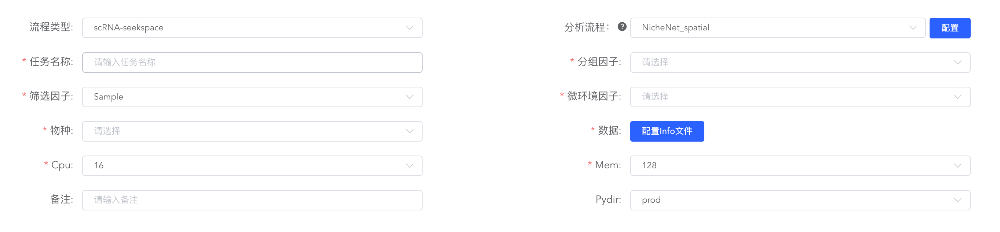 流程类型: scRNA-seekspace 分析流程: ? NicheNet_spatial 配置
* 任务名称: 请输入任务名称 * 分组因子: 请选择
* 筛选因子: Sample * 微环境因子: 请选择
* 物种: 请选择 * 数据: 配置Info文件
* Cpu: 16 * Mem: 128
备注: 请输入备注 Pydir: prod